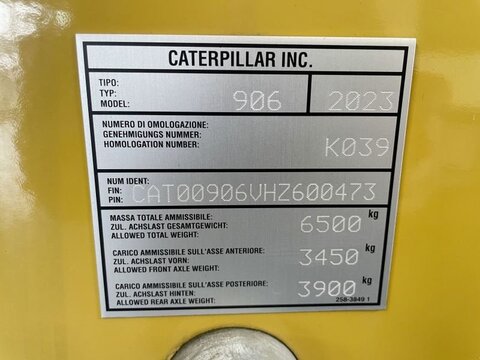 CATERPILLAR INC.
TIPO:
TYP:
MODEL: 906 2023
NUMERO DI OMOLOGAZIONE:
GENEHMIGUNGS NUMMER:
HOMOLOGATION NUMBER: K039
NUM IDENT:
FIN:
PIN: CAT00906VHZ600473
MASSA TOTALE AMMISSIBILE:
ZUL. ACHSLAST GESAMTGEWICHT:
ALLOWED TOTAL WEIGHT: 6500 kg
CARICO AMMISSIBILE SULL'ASSE ANTERIORE:
ZUL. ACHSLAST VORN:
ALLOWED FRONT AXLE WEIGHT: 3450 kg
CARICO AMMISSIBILE SULL'ASSE POSTERIORE:
ZUL. ACHSLAST HINTEN:
ALLOWED REAR AXLE WEIGHT: 3900 kg
258-3849 1